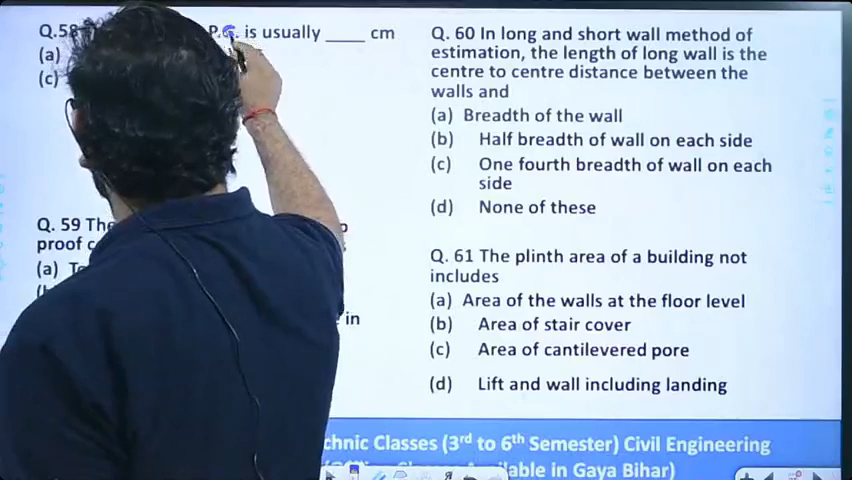 Q.58 P.C. is usually ____ cm
(a)
(c)
Q. 59 The
proof
(a)
in
Q. 60 In long and short wall method of
estimation, the length of long wall is the
centre to centre distance between the
walls and
(a) Breadth of the wall
(b) Half breadth of wall on each side
(c) One fourth breadth of wall on each
side
(d) None of these
Q. 61 The plinth area of a building not
includes
(a) Area of the walls at the floor level
(b) Area of stair cover
(c) Area of cantilevered pore
(d) Lift and wall including landing
chnic Classes (3rd to 6th Semester) Civil Engineering
ilable in Gaya Bihar)